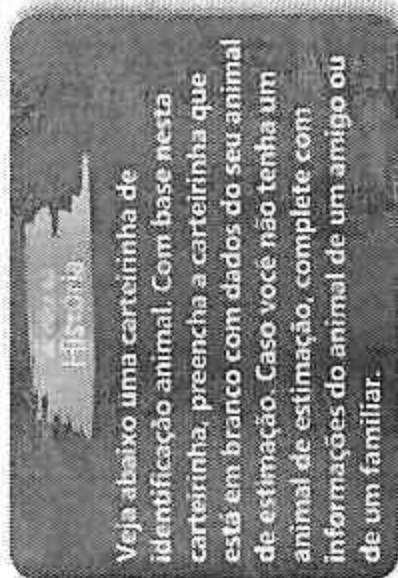 História
Veja abaixo uma carteirinha de
identificação animal. Com base nesta
carteirinha, preencha a carteirinha que
está em branco com dados do seu animal
de estimação. Caso você não tenha um
animal de estimação, complete com
informações do animal de um amigo ou
de um familiar.